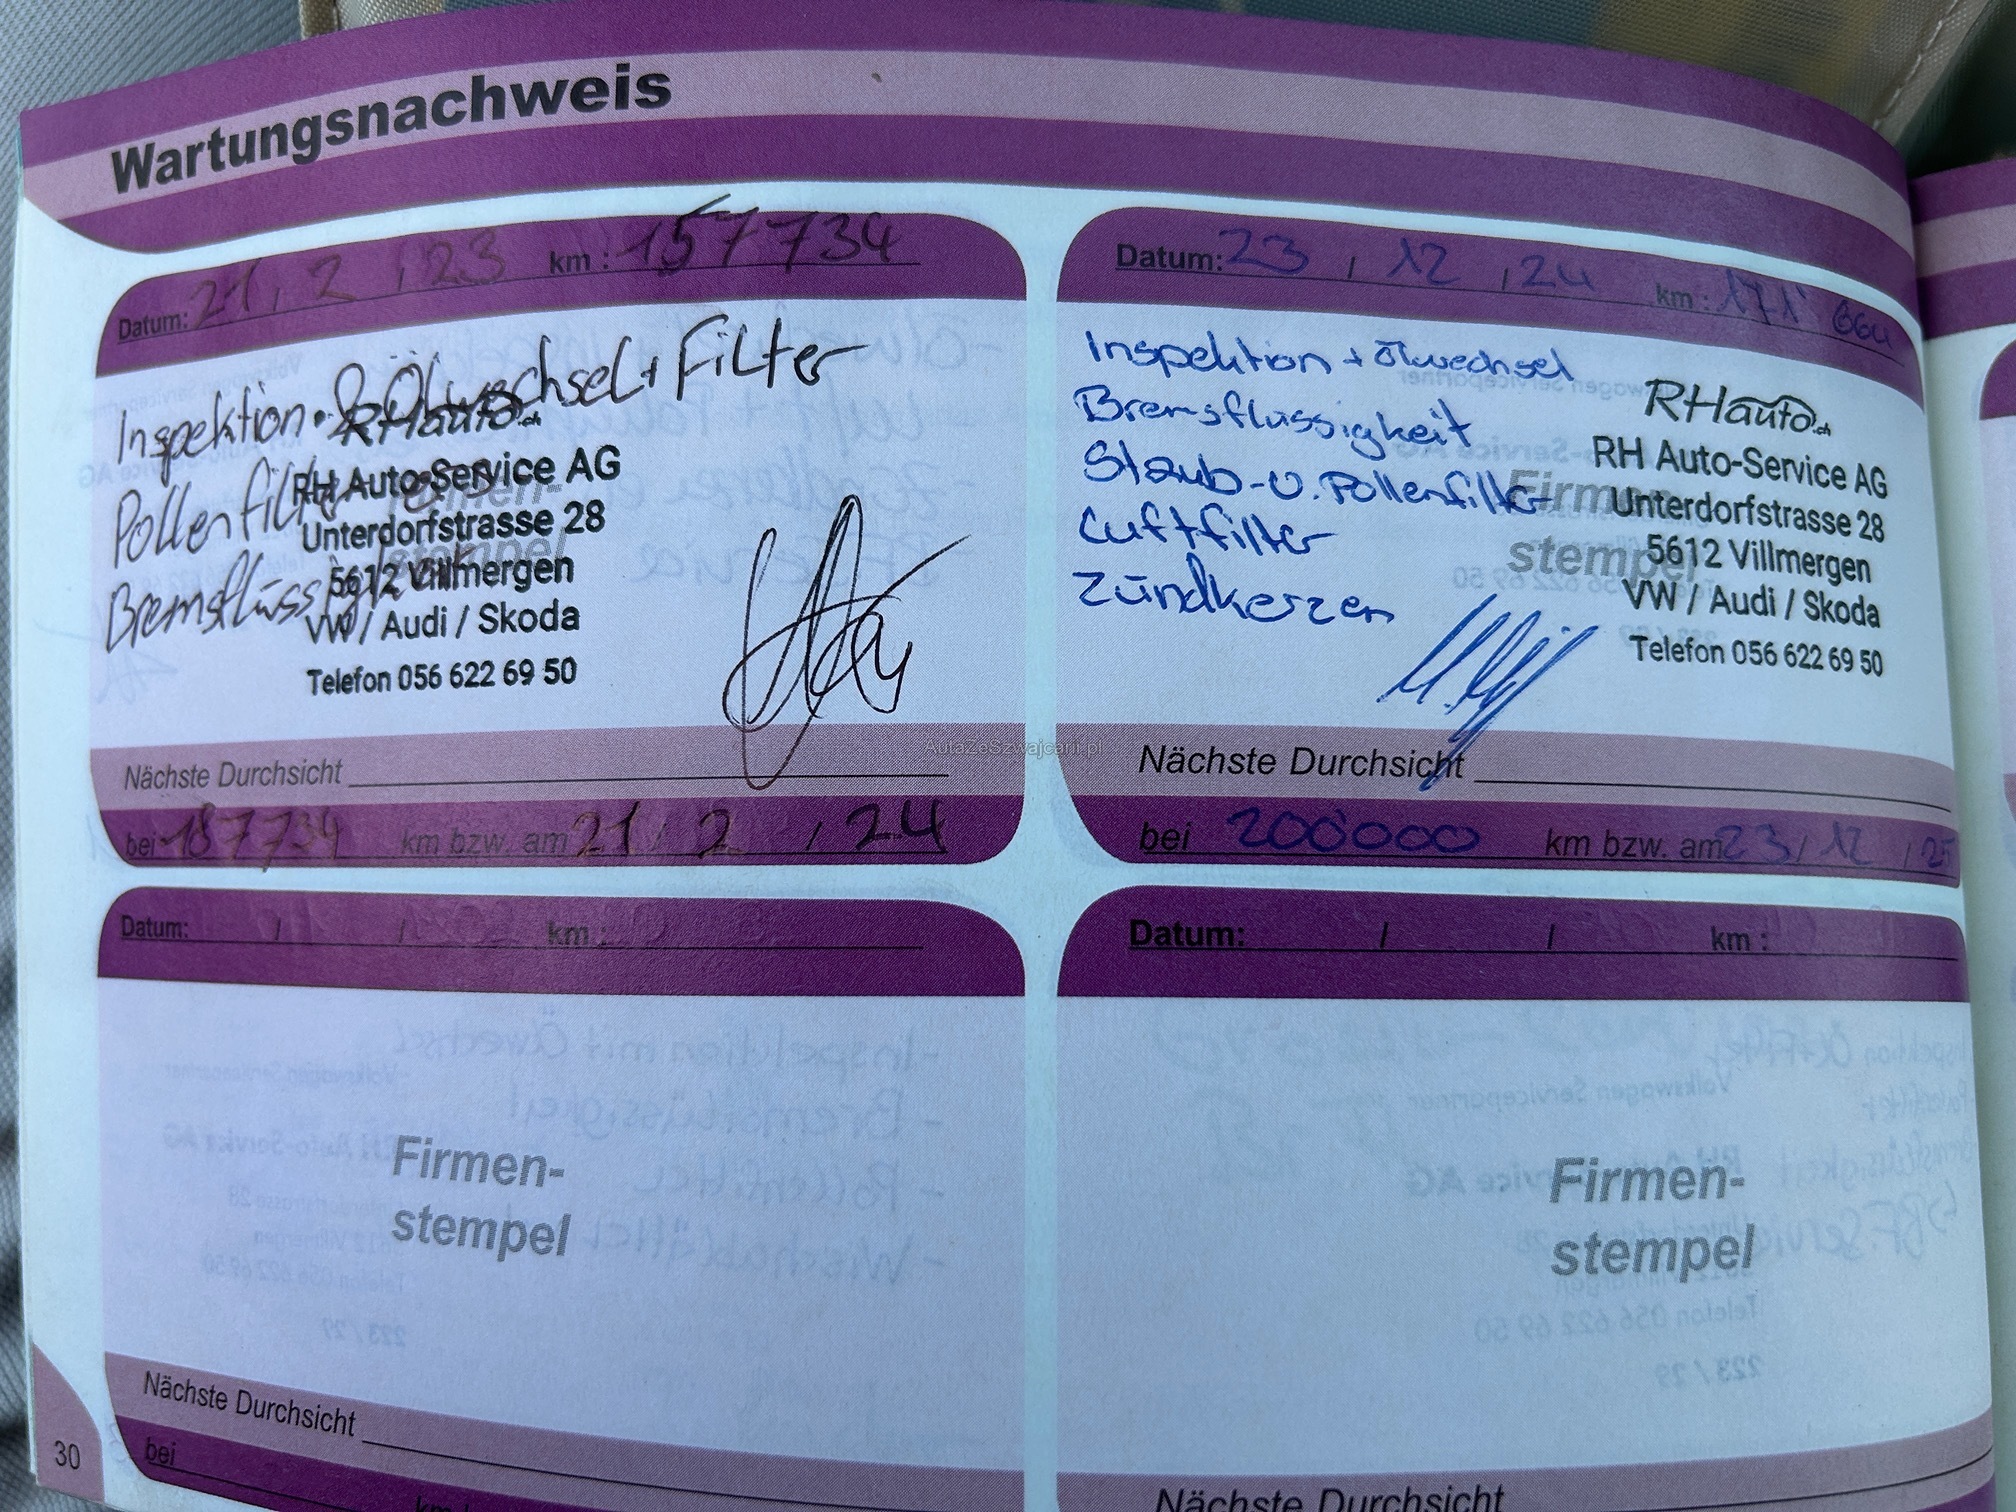 Wartungsnachweis
Datum: 21 / 2 / 23 km : 157734
Inspektion · Ölwechsel + Filter
RHauto.ch
Pollenfilter
RH Auto-Service AG
Firmen-
Unterdorfstrasse 28
stempel
5612 Villmergen
Bremsflüssigkeit
VW / Audi / Skoda
Telefon 056 622 69 50
Nächste Durchsicht
bei 187734 km bzw. am 21 / 2 / 24
Datum: 23 / 12 / 24 km : 171'664
Inspektion + Ölwechsel
Bremsflüssigkeit
Staub- u. Pollenfilter
Luftfilter
Zündkerzen
RHauto.ch
RH Auto-Service AG
Firmen-
Unterdorfstrasse 28
stempel
5612 Villmergen
VW / Audi / Skoda
Telefon 056 622 69 50
AutaZeSzwajcarii.pl
Nächste Durchsicht
bei 200'000 km bzw. am 23 / 12 / 25
Datum: / / km :
Firmen-
stempel
Nächste Durchsicht
bei
30
Datum: / / km :
Firmen-
stempel
Nächste Durchsicht